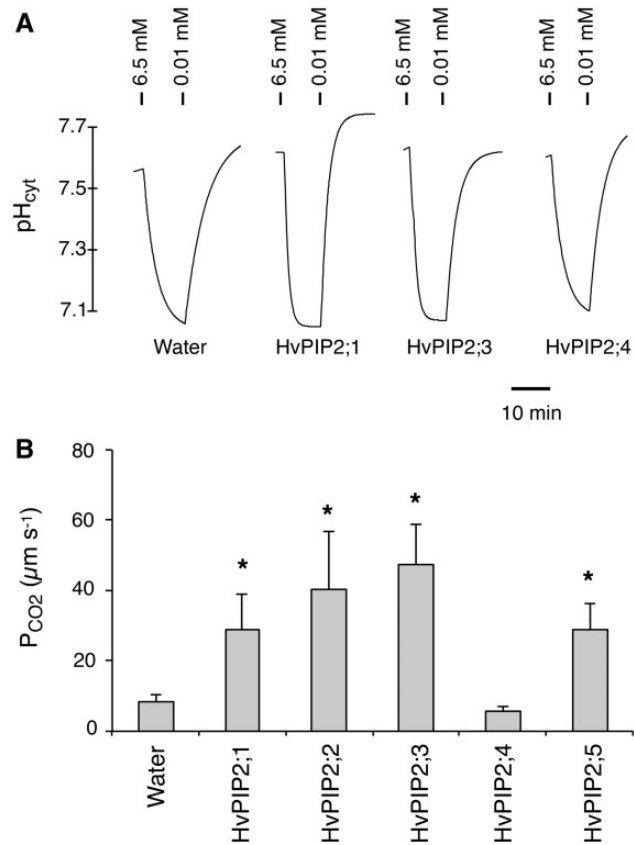 A
6.5 mM 0.01 mM 6.5 mM 0.01 mM 6.5 mM 0.01 mM 6.5 mM 0.01 mM
7.7
7.5
7.3
7.1
pHcyt
Water HvPIP2;1 HvPIP2;3 HvPIP2;4
10 min
B
80
60
40
20
0
PCO2 (µm s-1)
* * * *
Water HvPIP2;1 HvPIP2;2 HvPIP2;3 HvPIP2;4 HvPIP2;5